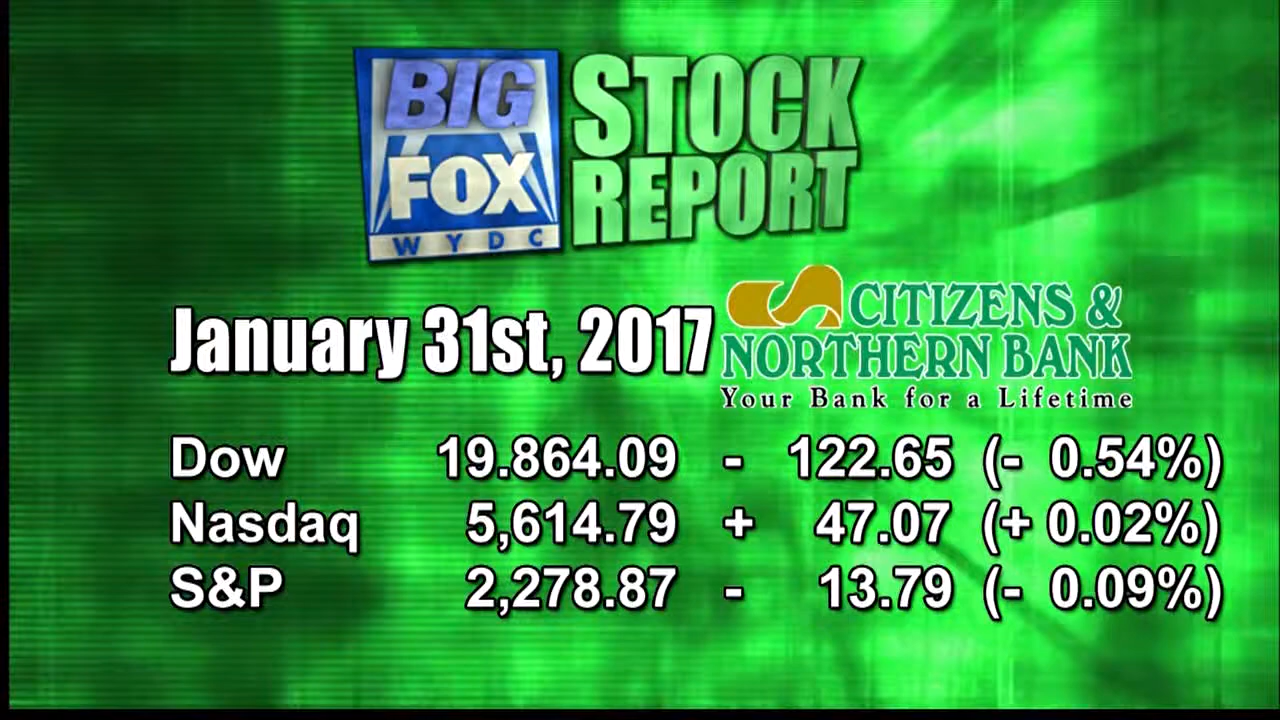 BIG
FOX
WYDC
STOCK
REPORT
January 31st, 2017
CITIZENS &
NORTHERN BANK
Your Bank for a Lifetime
Dow 19.864.09 - 122.65 (- 0.54%)
Nasdaq 5,614.79 + 47.07 (+ 0.02%)
S&P 2,278.87 - 13.79 (- 0.09%)